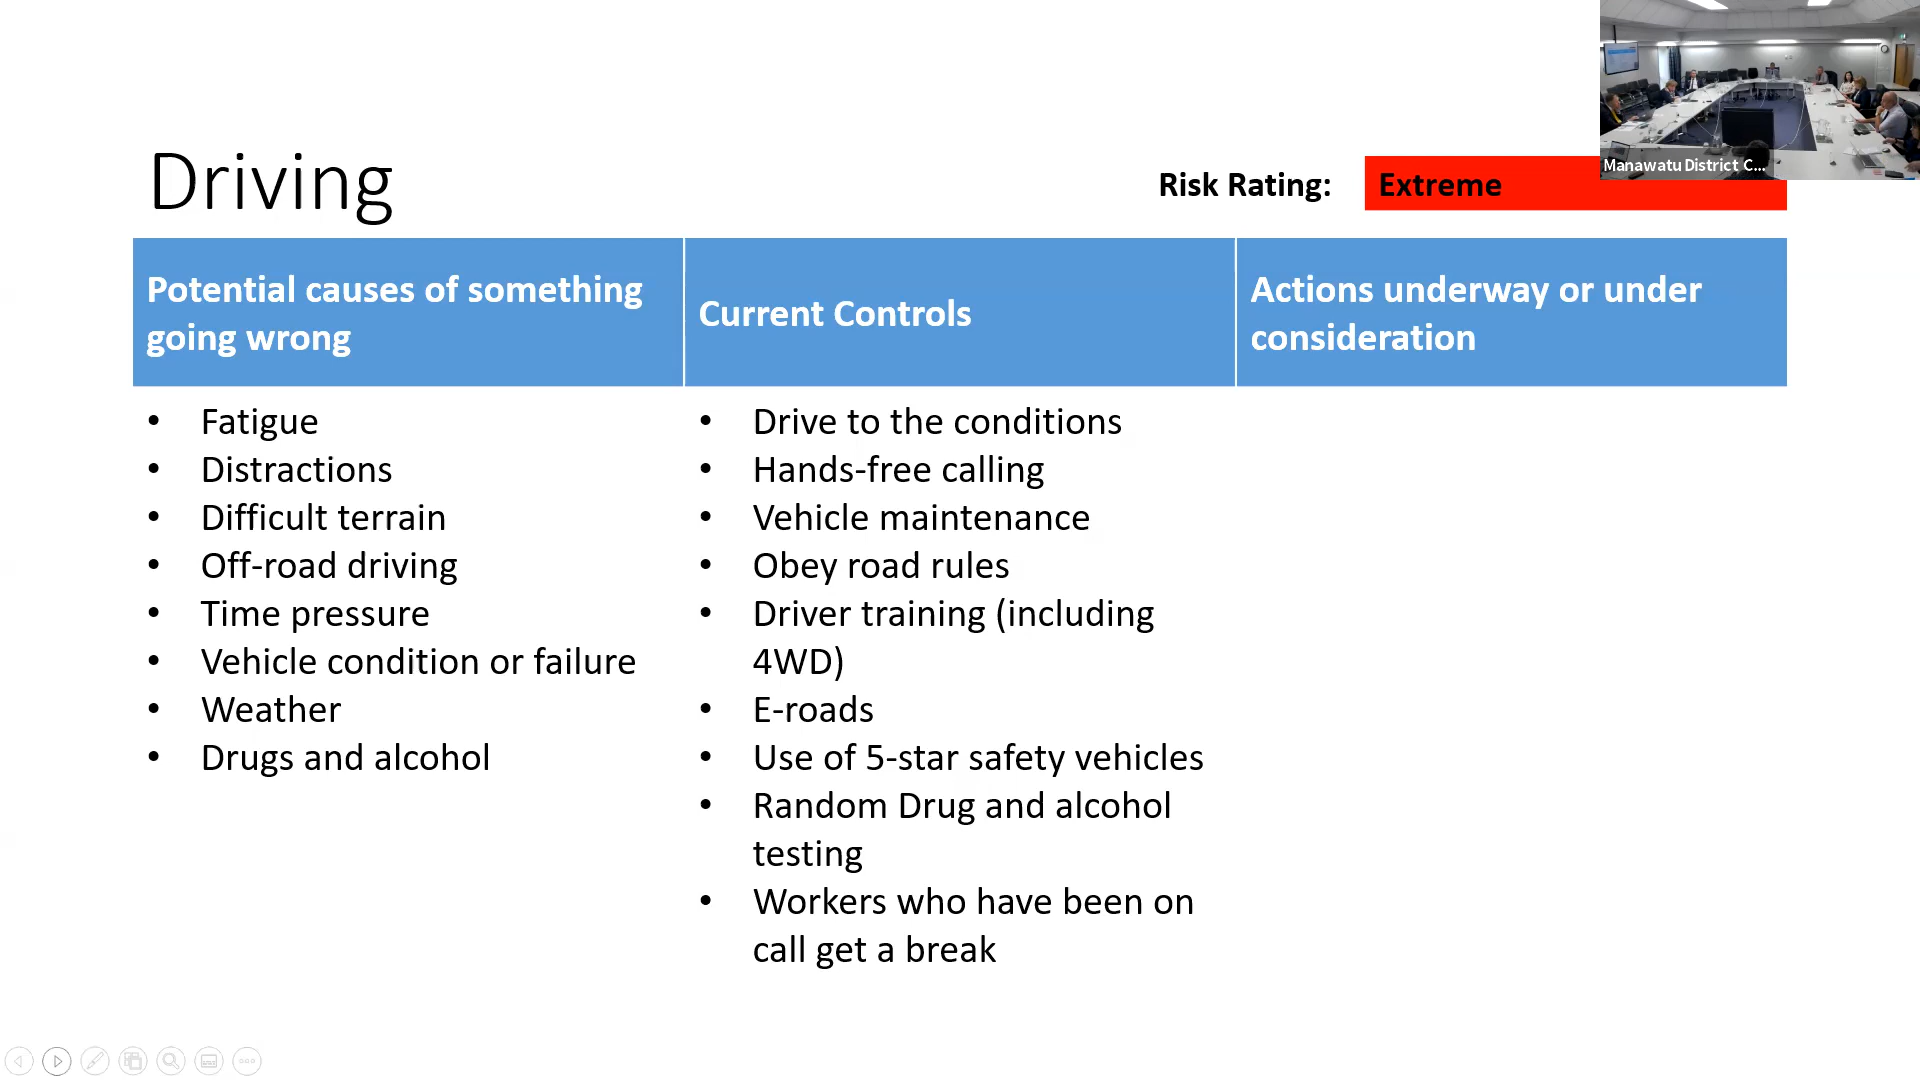 Manawatu District C...
Driving
Risk Rating:
Extreme
Potential causes of something
going wrong
Current Controls
Actions underway or under
consideration
• Fatigue
• Distractions
• Difficult terrain
• Off-road driving
• Time pressure
• Vehicle condition or failure
• Weather
• Drugs and alcohol
• Drive to the conditions
• Hands-free calling
• Vehicle maintenance
• Obey road rules
• Driver training (including
4WD)
• E-roads
• Use of 5-star safety vehicles
• Random Drug and alcohol
testing
• Workers who have been on
call get a break